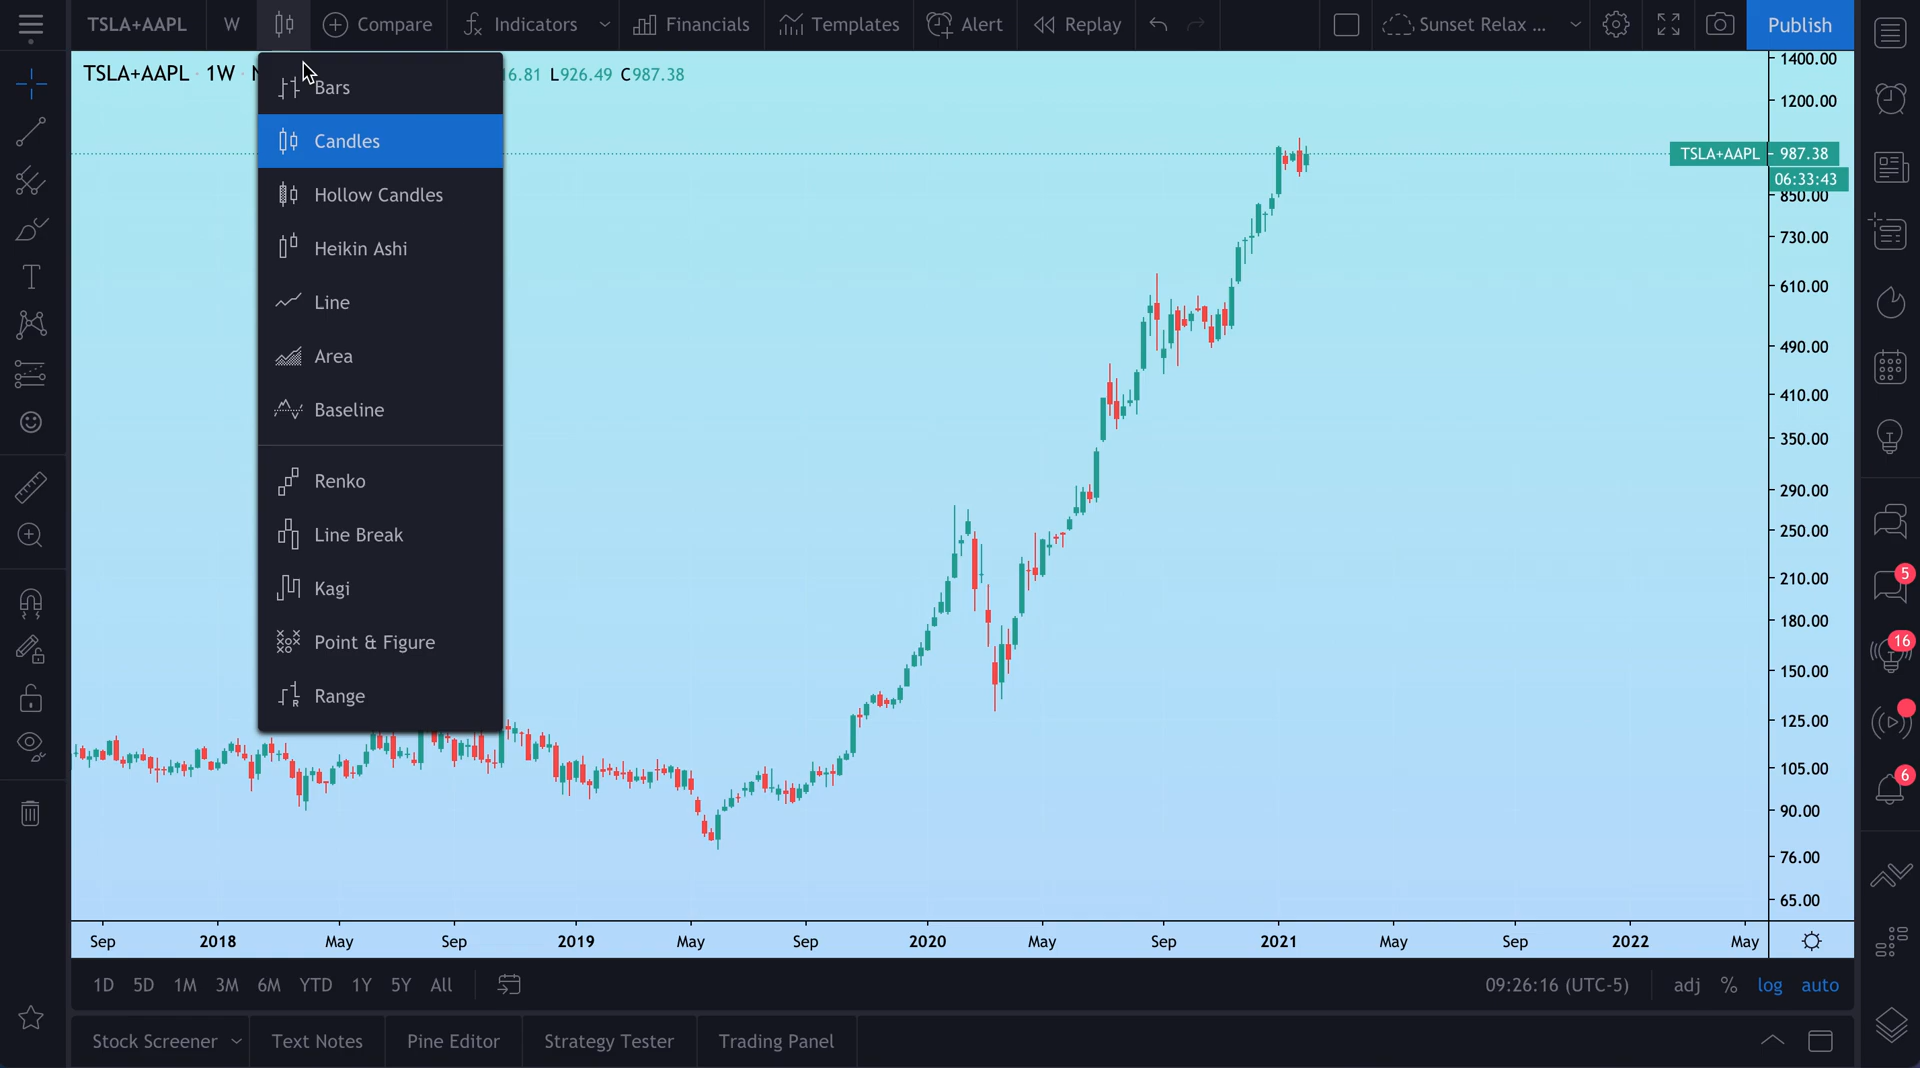 TSLA+AAPL W Compare Indicators Financials Templates Alert Replay Sunset Relax ... Publish
TSLA+AAPL 1W 6.81 L926.49 C987.38
Bars
Candles
Hollow Candles
Heikin Ashi
Line
Area
Baseline
Renko
Line Break
Kagi
Point & Figure
Range
1400.00
1200.00
TSLA+AAPL 987.38
06:33:43
850.00
730.00
610.00
490.00
410.00
350.00
290.00
250.00
210.00
180.00
150.00
125.00
105.00
90.00
76.00
65.00
5
16
6
Sep 2018 May Sep 2019 May Sep 2020 May Sep 2021 May Sep 2022 May
1D 5D 1M 3M 6M YTD 1Y 5Y All 09:26:16 (UTC-5) adj % log auto
Stock Screener Text Notes Pine Editor Strategy Tester Trading Panel